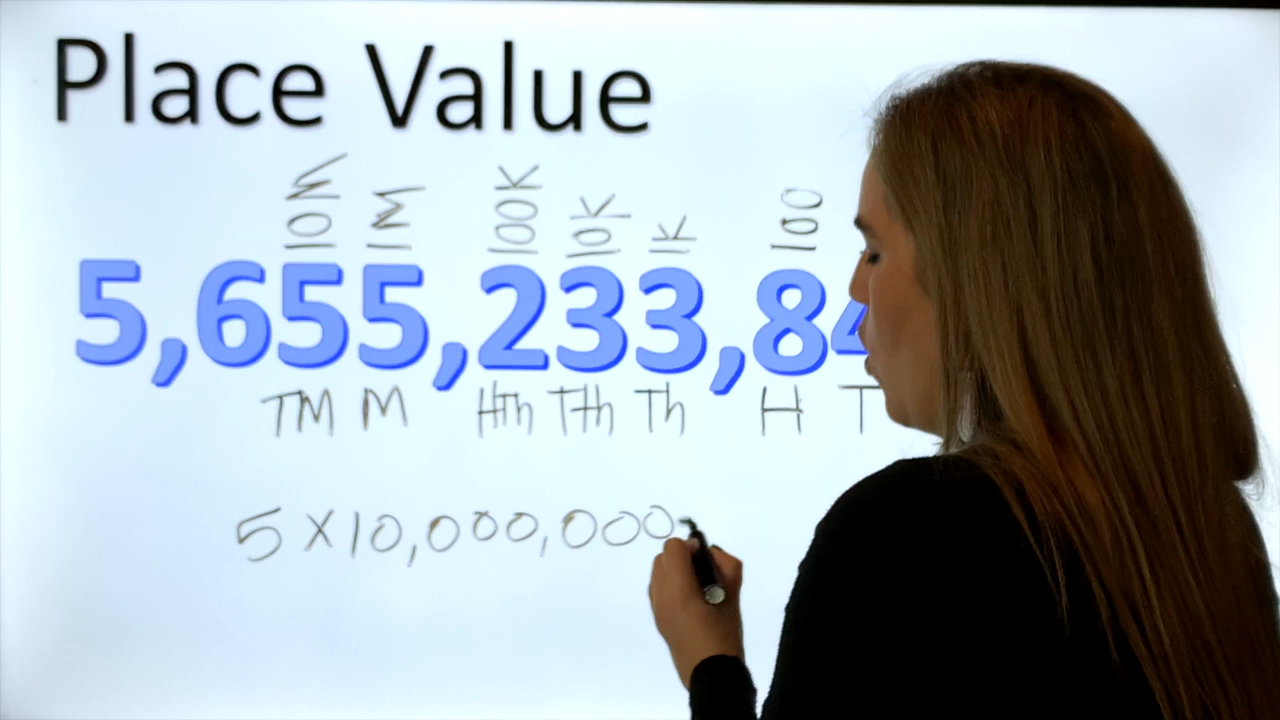 Place Value
10M 1M 100K 10K 1K 100
5,655,233,84
TM M HTh TTh Th H T
5 X 10,000,000